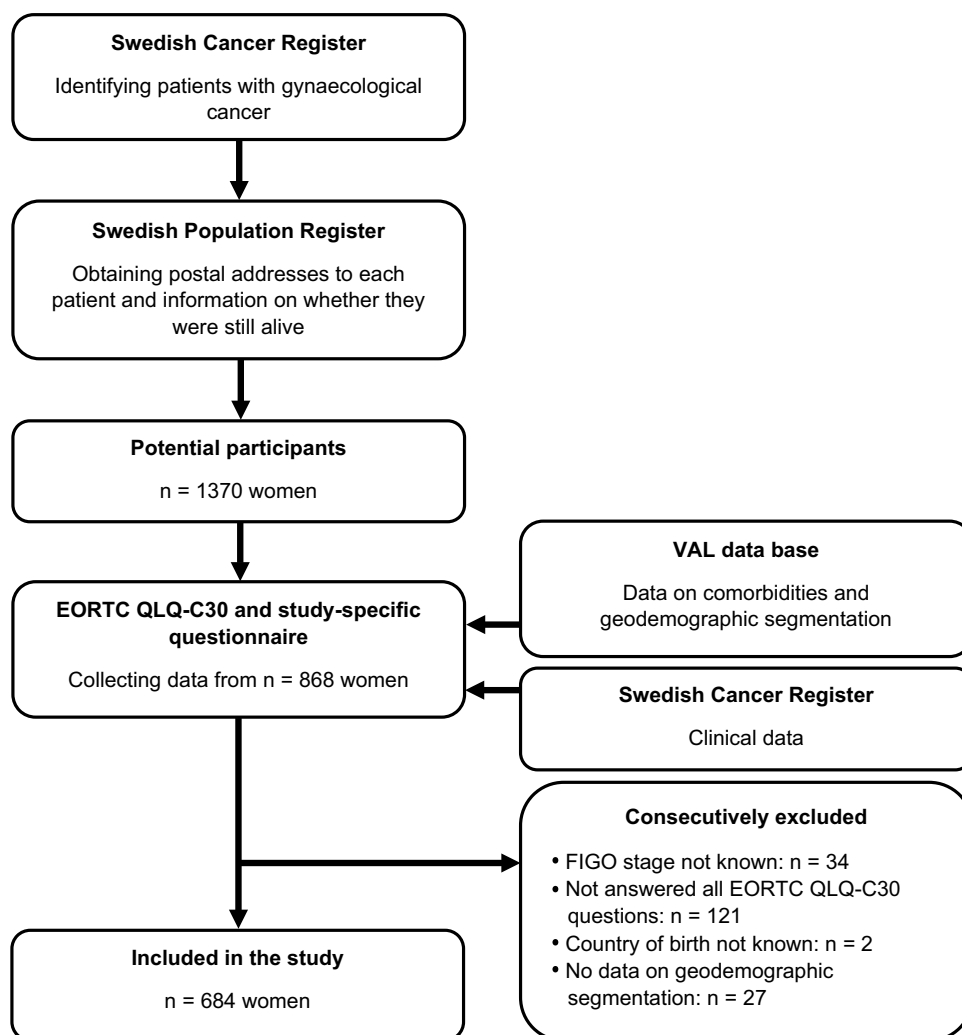 Swedish Cancer Register
Identifying patients with gynaecological
cancer
Swedish Population Register
Obtaining postal addresses to each
patient and information on whether they
were still alive
Potential participants
n = 1370 women
VAL data base
Data on comorbidities and
geodemographic segmentation
EORTC QLQ-C30 and study-specific
questionnaire
Collecting data from n = 868 women
Swedish Cancer Register
Clinical data
Consecutively excluded
• FIGO stage not known: n = 34
• Not answered all EORTC QLQ-C30
questions: n = 121
• Country of birth not known: n = 2
• No data on geodemographic
segmentation: n = 27
Included in the study
n = 684 women